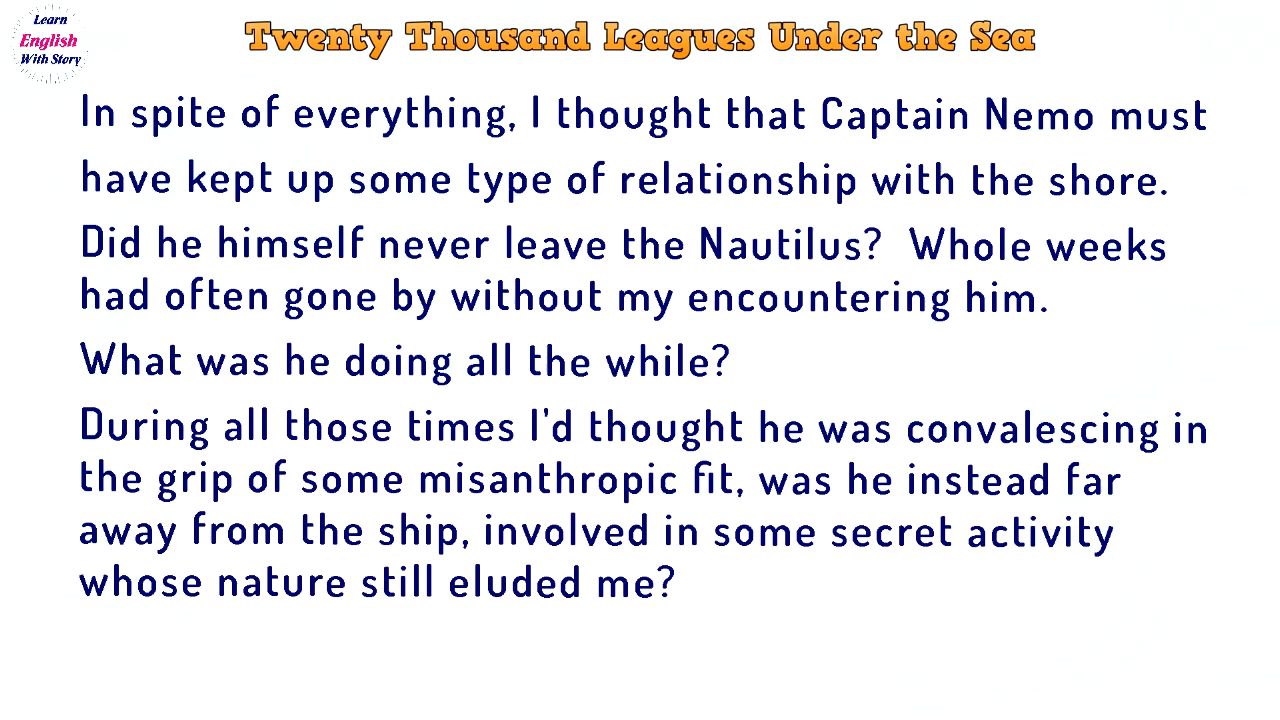 Learn
English
With Story
Twenty Thousand Leagues Under the Sea
In spite of everything, I thought that Captain Nemo must
have kept up some type of relationship with the shore.
Did he himself never leave the Nautilus? Whole weeks
had often gone by without my encountering him.
What was he doing all the while?
During all those times I'd thought he was convalescing in
the grip of some misanthropic fit, was he instead far
away from the ship, involved in some secret activity
whose nature still eluded me?